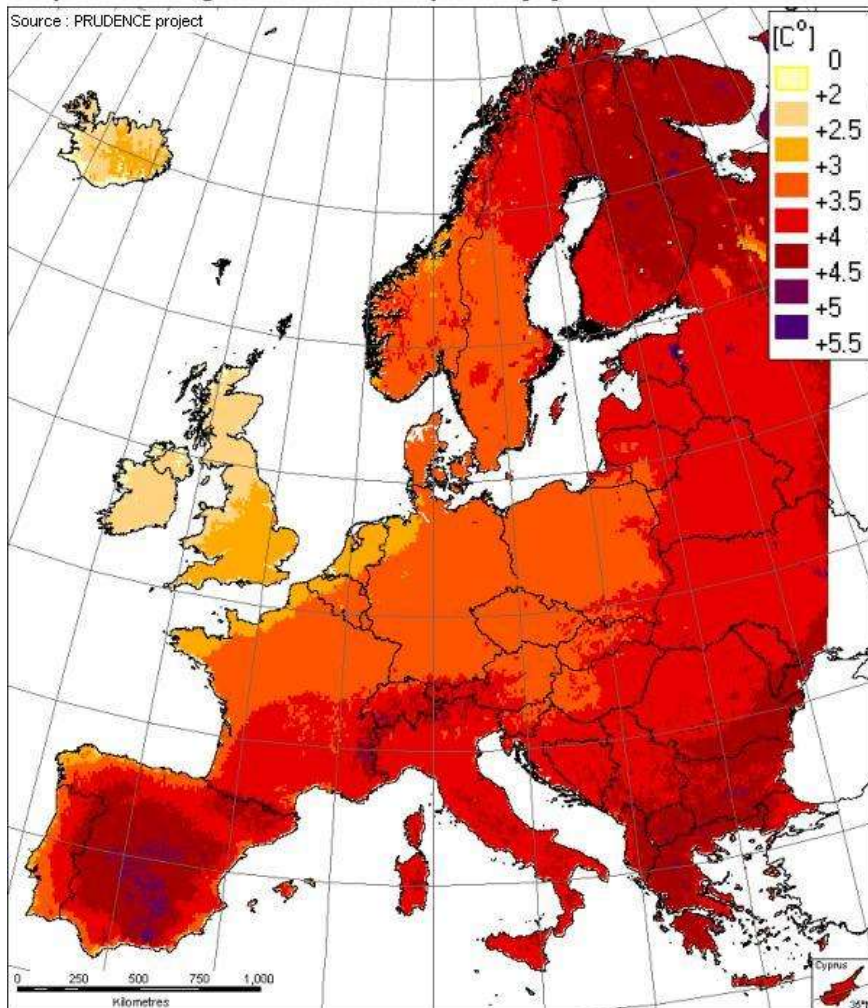 Source : PRUDENCE project
[C°]
0
+2
+2.5
+3
+3.5
+4
+4.5
+5
+5.5
0 250 500 750 1,000
Kilometres
Cyprus